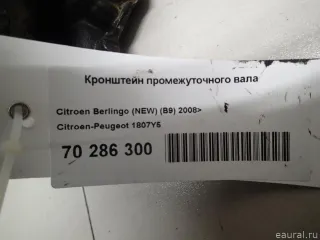 Кронштейн промежуточного вала
Citroen Berlingo (NEW) (B9) 2008>
Citroen-Peugeot 1807Y5
70 286 300
eaural.ru